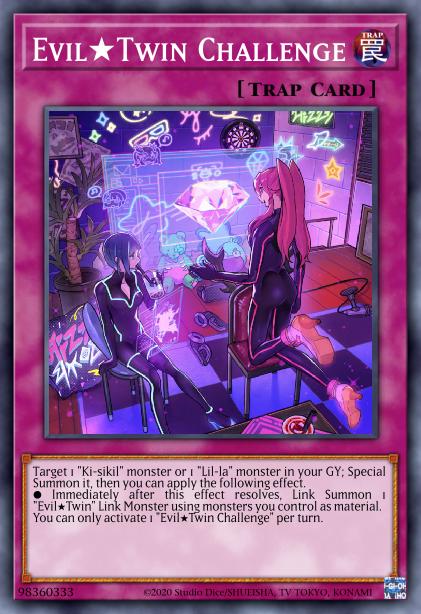 Evil★Twin Challenge
TRAP
罠
[Trap Card]
Target 1 "Ki-sikil" monster or 1 "Lil-la" monster in your GY; Special
Summon it, then you can apply the following effect.
● Immediately after this effect resolves, Link Summon 1
"Evil★Twin" Link Monster using monsters you control as material.
You can only activate 1 "Evil★Twin Challenge" per turn.
98360333
©2020 Studio Dice/SHUEISHA, TV TOKYO, KONAMI